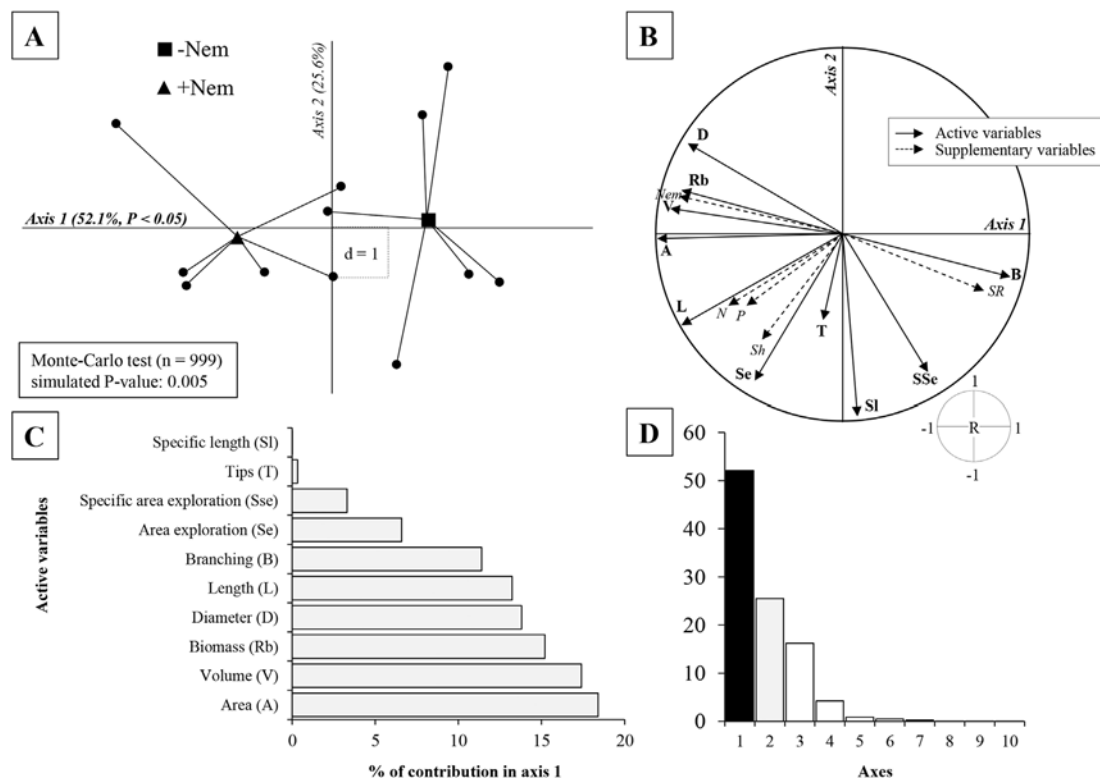 A
-Nem
+Nem
Axis 2 (25.6%)
Axis 1 (52.1%, P < 0.05)
d = 1
Monte-Carlo test (n = 999)
simulated P-value: 0.005
B
Axis 2
Active variables
Supplementary variables
D
Rb
Nem
V
Axis 1
A
B
SR
L
N
P
T
Sh
Se
SSe
Sl
1
-1
R
1
-1
C
Active variables
Specific length (Sl)
Tips (T)
Specific area exploration (Sse)
Area exploration (Se)
Branching (B)
Length (L)
Diameter (D)
Biomass (Rb)
Volume (V)
Area (A)
0
5
10
15
20
% of contribution in axis 1
D
60
50
40
30
20
10
0
1 2 3 4 5 6 7 8 9 10
Axes